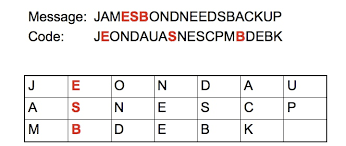 Message: JAMESBONDNEEDSBACKUP
Code: JEONDAUASNESCPMBDEBK
J E O N D A U
A S N E S C P
M B D E B K